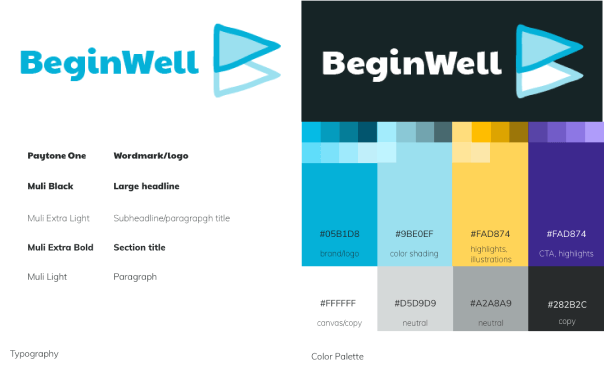 BeginWell
BeginWell
Paytone One Wordmark/logo
Muli Black Large headline
Muli Extra Light Subheadline/paragrapgh title
Muli Extra Bold Section title
Muli Light Paragraph
Typography
#05B1D8
brand/logo
#9BE0EF
color shading
#FAD874
highlights,
illustrations
#FAD874
CTA, highlights
#FFFFFF
canvas/copy
#D5D9D9
neutral
#A2A8A9
neutral
#282B2C
copy
Color Palette